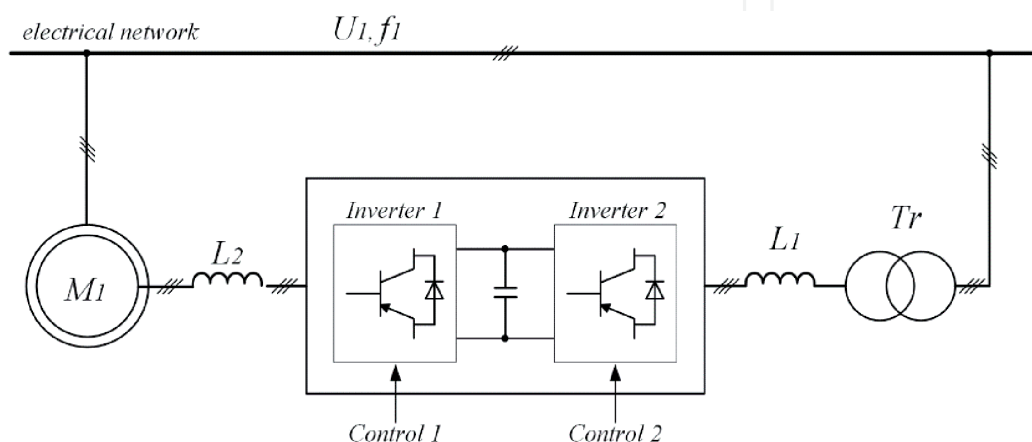 electrical network
U1, f1
Inverter 1
Inverter 2
L2
L1
Tr
M1
Control 1
Control 2